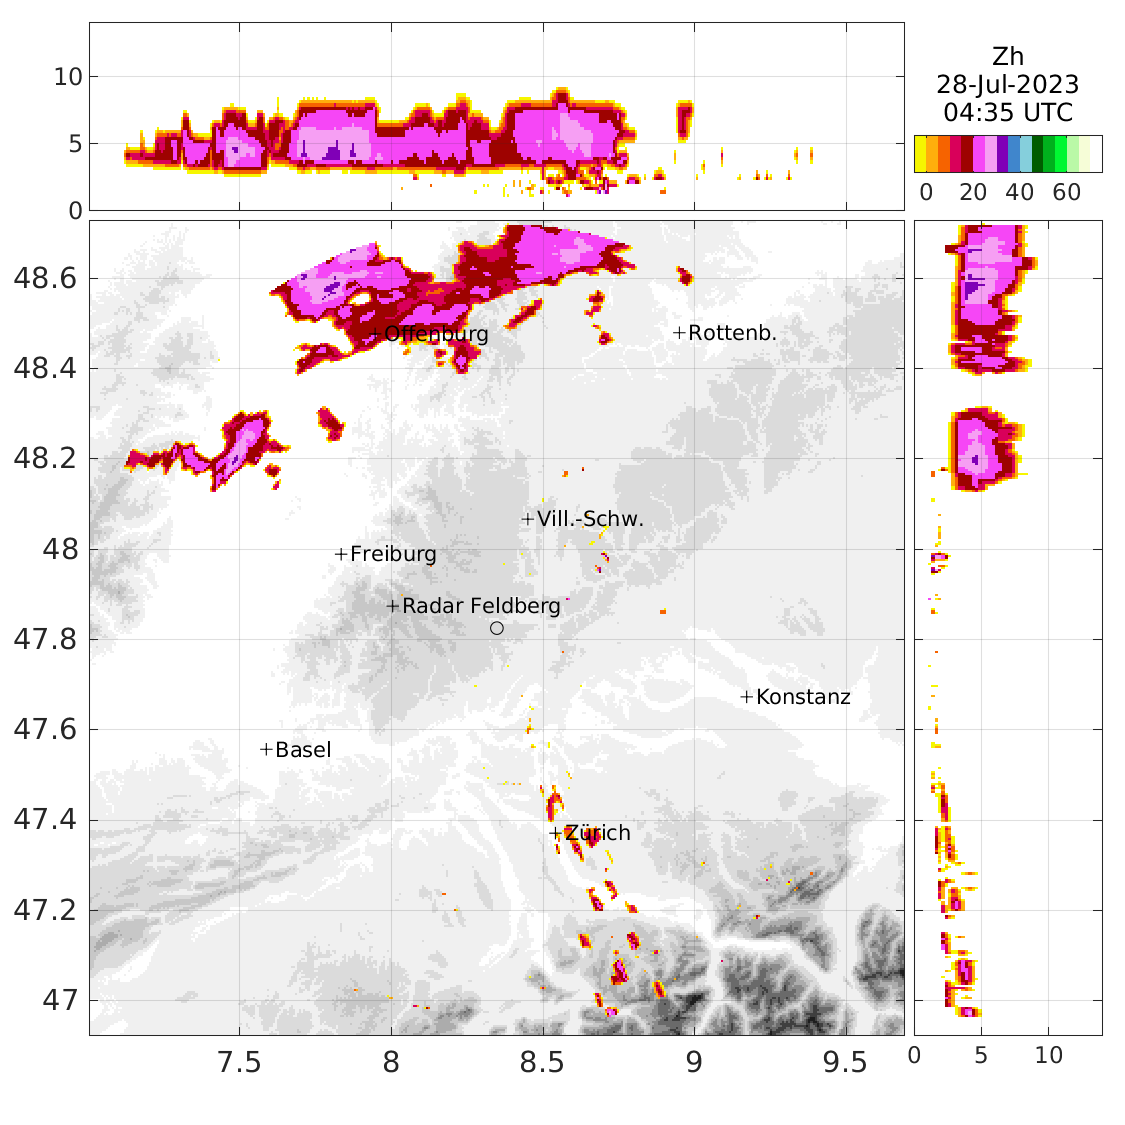 Zh
28-Jul-2023
04:35 UTC
0 20 40 60
10
5
0
48.6
48.4
48.2
48
47.8
47.6
47.4
47.2
47
Offenburg
Rottenb.
Vill.-Schw.
Freiburg
Radar Feldberg
Konstanz
Basel
Zürich
7.5 8 8.5 9 9.5
0 5 10